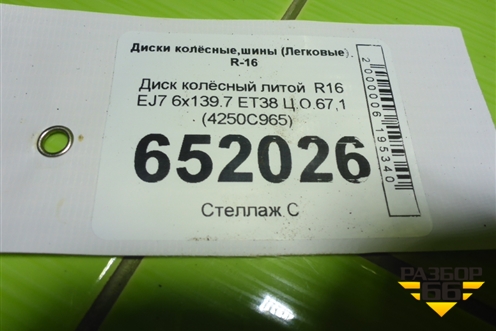 Диски колёсные,шины (Легковые)
R-16
Диск колёсный литой R16
EJ7 6x139.7 ET38 Ц.О.67,1
(4250C965)
652026
Стеллаж С
2000006195340
РАЗБОР
66